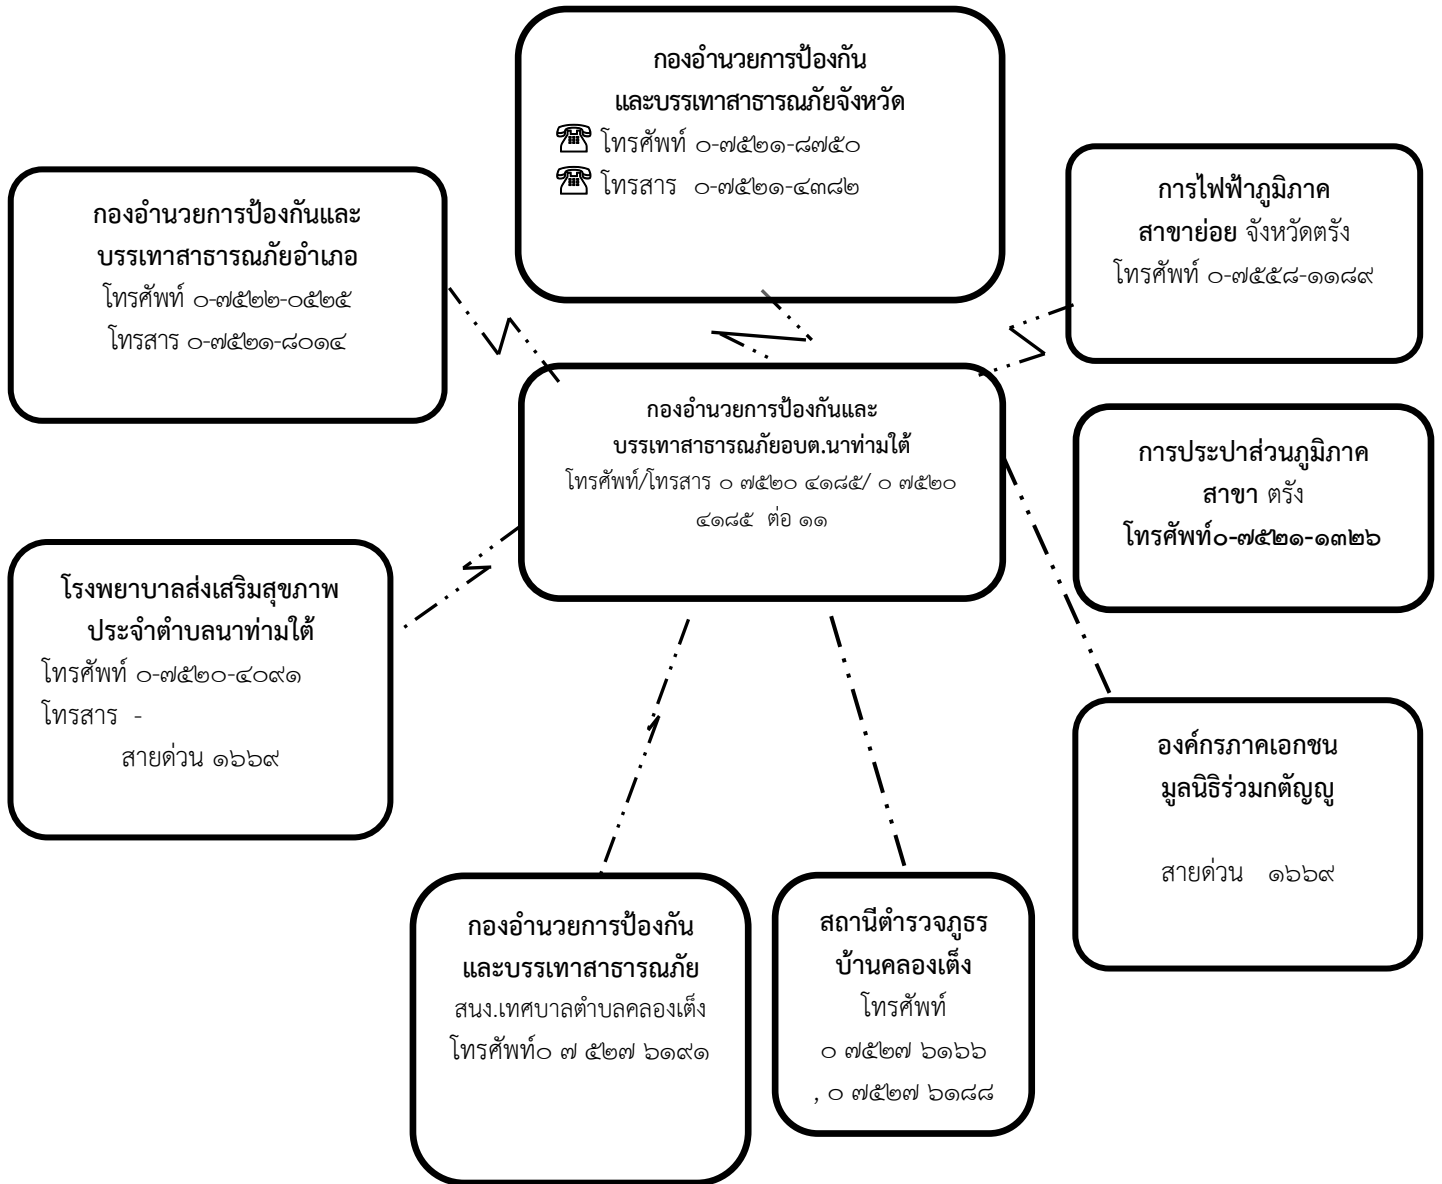 กองอำนวยการป้องกัน
และบรรเทาสาธารณภัยจังหวัด
โทรศัพท์ ๐-๗๕๒๑-๘๗๕๐
โทรสาร ๐-๗๕๒๑-๔๓๘๒
กองอำนวยการป้องกันและ
บรรเทาสาธารณภัยอำเภอ
โทรศัพท์ ๐-๗๕๒๒-๐๕๒๕
โทรสาร ๐-๗๕๒๑-๘๐๑๔
การไฟฟ้าภูมิภาค
สาขาย่อย จังหวัดตรัง
โทรศัพท์ ๐-๗๕๕๘-๑๑๘๙
กองอำนวยการป้องกันและ
บรรเทาสาธารณภัยอบต.นาท่ามใต้
โทรศัพท์/โทรสาร ๐ ๗๕๒๐ ๔๑๘๕/ ๐ ๗๕๒๐
๔๑๘๕ ต่อ ๑๑
การประปาส่วนภูมิภาค
สาขา ตรัง
โทรศัพท์๐-๗๕๒๑-๑๓๒๖
โรงพยาบาลส่งเสริมสุขภาพ
ประจำตำบลนาท่ามใต้
โทรศัพท์ ๐-๗๕๒๐-๔๐๙๑
โทรสาร -
สายด่วน ๑๖๖๙
องค์กรภาคเอกชน
มูลนิธิร่วมกตัญญู
สายด่วน ๑๖๖๙
กองอำนวยการป้องกัน
และบรรเทาสาธารณภัย
สนง.เทศบาลตำบลคลองเต็ง
โทรศัพท์๐ ๗ ๕๒๗ ๖๑๙๑
สถานีตำรวจภูธร
บ้านคลองเต็ง
โทรศัพท์
๐ ๗๕๒๗ ๖๑๖๖
, ๐ ๗๕๒๗ ๖๑๘๘